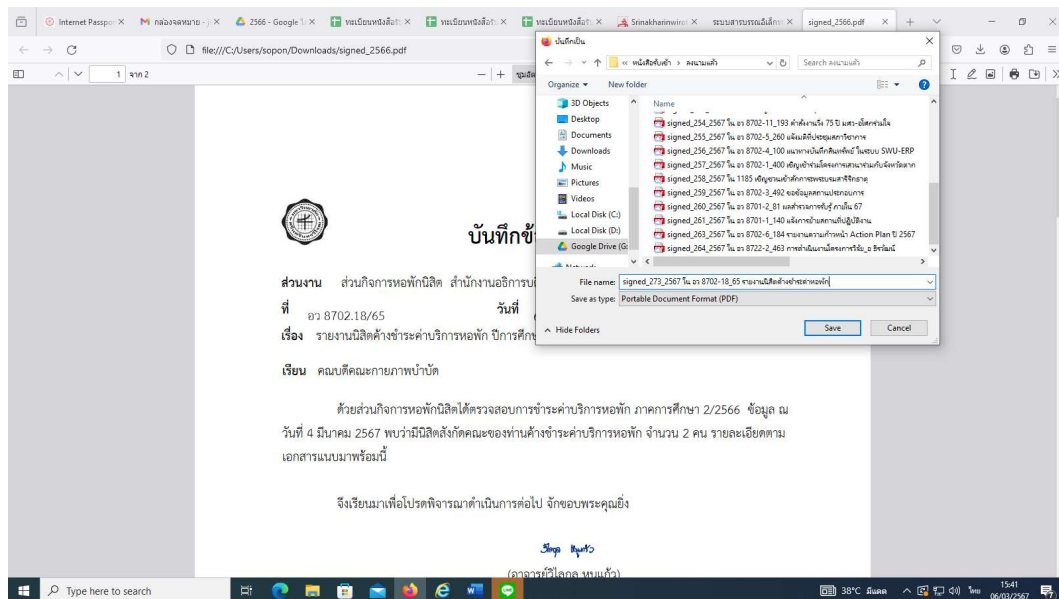 Internet Passpor
กล่องจดหมาย -
2566 - Google
ทะเบียนหนังสือ
ทะเบียนหนังสือ
ทะเบียนหนังสือ
Srinakharinwirot
ระบบสารบรรณอิเล็ก
signed_2566.pdf
file:///C:/Users/sopon/Downloads/signed_2566.pdf
1 จาก 2
บันทึกเป็น
« หนังสือรับเข้า › ลงนามแล้ว
Search ลงนามแล้ว
Organize
New folder
3D Objects
Desktop
Documents
Downloads
Music
Pictures
Videos
Local Disk (C:)
Local Disk (D:)
Google Drive (G:
Name
signed_254_2567 ใน อว 8702-11_193 คำสั่งงานวิ่ง 75 ปี มศว-อโศกร่วมใจ
signed_255_2567 ใน อว 8702-5_260 แจ้งมติที่ประชุมสภาวิชาการ
signed_256_2567 ใน อว 8702-4_100 แนวทางบันทึกสินทรัพย์ ในระบบ SWU-ERP
signed_257_2567 ใน อว 8702-1_400 เชิญเข้าร่วมโครงการเสวนาร่วมกับจังหวัดตาก
signed_258_2567 ใน 1185 เชิญชวนเข้าสักการะพระบรมสารีริกธาตุ
signed_259_2567 ใน อว 8702-3_492 ขอข้อมูลสถานประกอบการ
signed_260_2567 ใน อว 8701-2_81 ผลสำรวจการรับรู้ ภายใน 67
signed_261_2567 ใน อว 8701-1_140 แจ้งการย้ายสถานที่ปฏิบัติงาน
signed_263_2567 ใน อว 8702-6_184 รายงานความก้าวหน้า Action Plan ปี 2567
signed_264_2567 ใน อว 8722-2_463 การดำเนินงานโครงการวิจัย_อ ธิรวัฒน์
File name: signed_273_2567 ใน อว 8702-18_65 รายงานนิสิตค้างชำระค่าหอพัก
Save as type: Portable Document Format (PDF)
Hide Folders
Save
Cancel
บันทึกข้
ส่วนงาน ส่วนกิจการหอพักนิสิต สำนักงานอธิการบดี
ที่ อว 8702.18/65 วันที่
เรื่อง รายงานนิสิตค้างชำระค่าบริการหอพัก ปีการศึกษ
เรียน คณบดีคณะกายภาพบำบัด
ด้วยส่วนกิจการหอพักนิสิตได้ตรวจสอบการชำระค่าบริการหอพัก ภาคการศึกษา 2/2566 ข้อมูล ณ
วันที่ 4 มีนาคม 2567 พบว่ามีนิสิตสังกัดคณะของท่านค้างชำระค่าบริการหอพัก จำนวน 2 คน รายละเอียดตาม
เอกสารแนบมาพร้อมนี้
จึงเรียนมาเพื่อโปรดพิจารณาดำเนินการต่อไป จักขอบพระคุณยิ่ง
Type here to search
38°C มีแดด
ไทย
15:41
06/03/2567